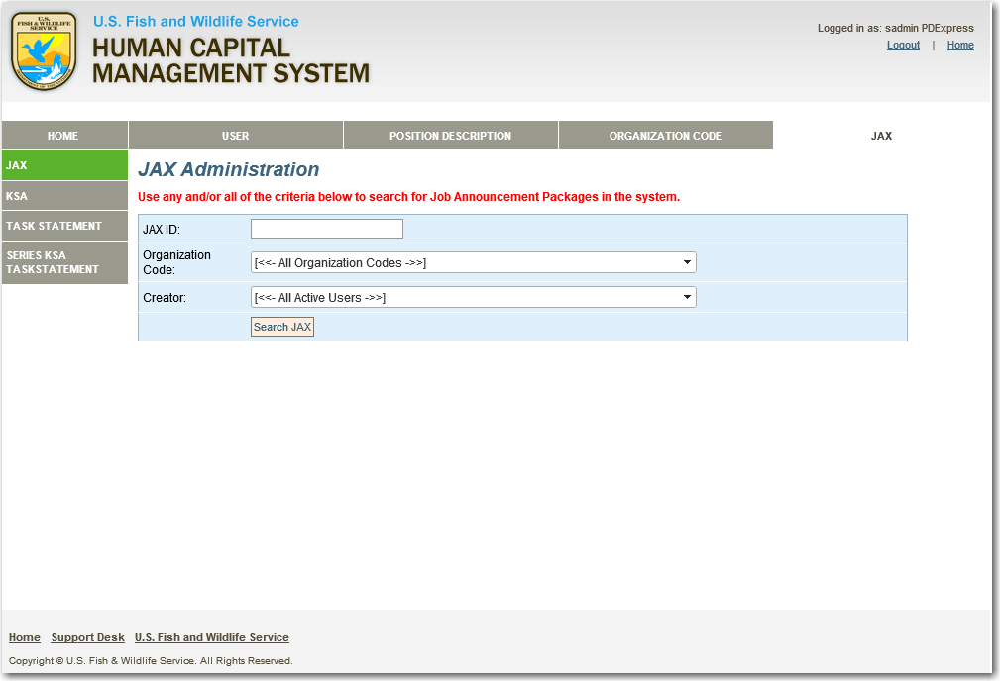 U.S.
FISH & WILDLIFE
SERVICE
U.S. Fish and Wildlife Service
HUMAN CAPITAL
MANAGEMENT SYSTEM
Logged in as: sadmin PDExpress
Logout | Home
HOME USER POSITION DESCRIPTION ORGANIZATION CODE JAX
JAX
KSA
TASK STATEMENT
SERIES KSA
TASKSTATEMENT
JAX Administration
Use any and/or all of the criteria below to search for Job Announcement Packages in the system.
JAX ID:
Organization
Code:
[<<- All Organization Codes ->>]
Creator: [<<- All Active Users ->>]
Search JAX
Home Support Desk U.S. Fish and Wildlife Service
Copyright © U.S. Fish & Wildlife Service. All Rights Reserved.